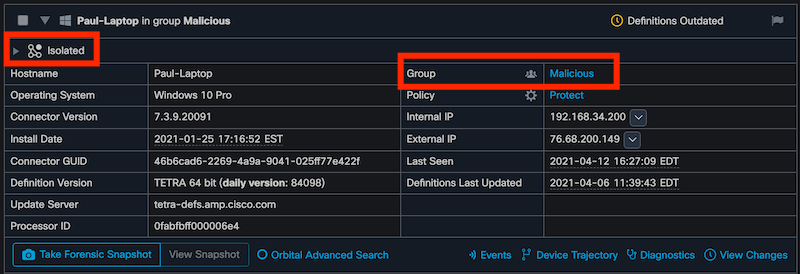 Paul-Laptop in group Malicious Definitions Outdated
Isolated
Hostname Paul-Laptop Group Malicious
Operating System Windows 10 Pro Policy Protect
Connector Version 7.3.9.20091 Internal IP 192.168.34.200
Install Date 2021-01-25 17:16:52 EST External IP 76.68.200.149
Connector GUID 46b6cad6-2269-4a9a-9041-025ff77e422f Last Seen 2021-04-12 16:27:09 EDT
Definition Version TETRA 64 bit (daily version: 84098) Definitions Last Updated 2021-04-06 11:39:43 EDT
Update Server tetra-defs.amp.cisco.com
Processor ID 0fabfbff000006e4
Take Forensic Snapshot View Snapshot Orbital Advanced Search Events Device Trajectory Diagnostics View Changes